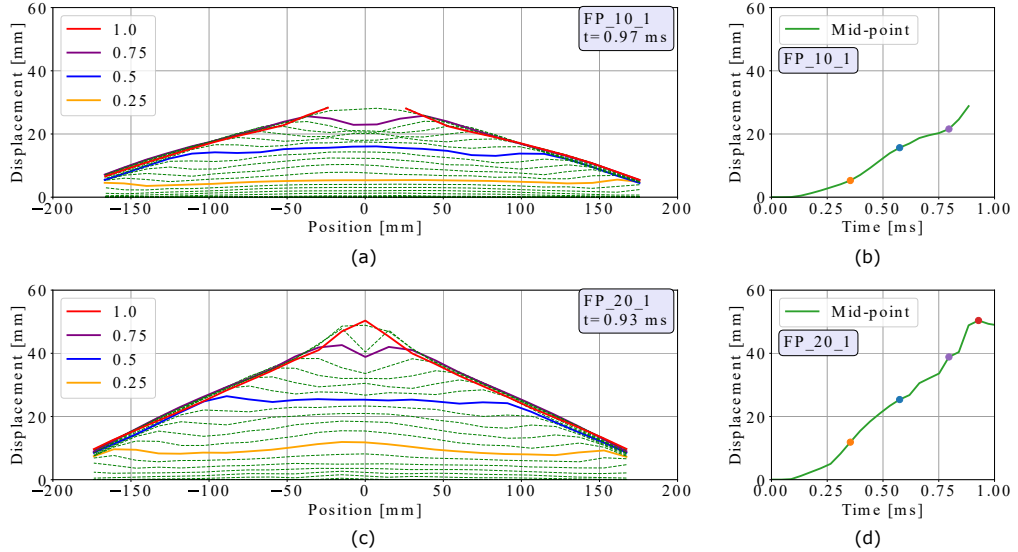 60
40
20
0
Displacement [mm]
1.0
0.75
0.5
0.25
FP_10_1
t=0.97 ms
−200
−150
−100
−50
0
50
100
150
200
Position [mm]
(a)
60
40
20
0
Displacement [mm]
Mid-point
FP_10_1
0.00
0.25
0.50
0.75
1.00
Time [ms]
(b)
60
40
20
0
Displacement [mm]
1.0
0.75
0.5
0.25
FP_20_1
t=0.93 ms
−200
−150
−100
−50
0
50
100
150
200
Position [mm]
(c)
60
40
20
0
Displacement [mm]
Mid-point
FP_20_1
0.00
0.25
0.50
0.75
1.00
Time [ms]
(d)